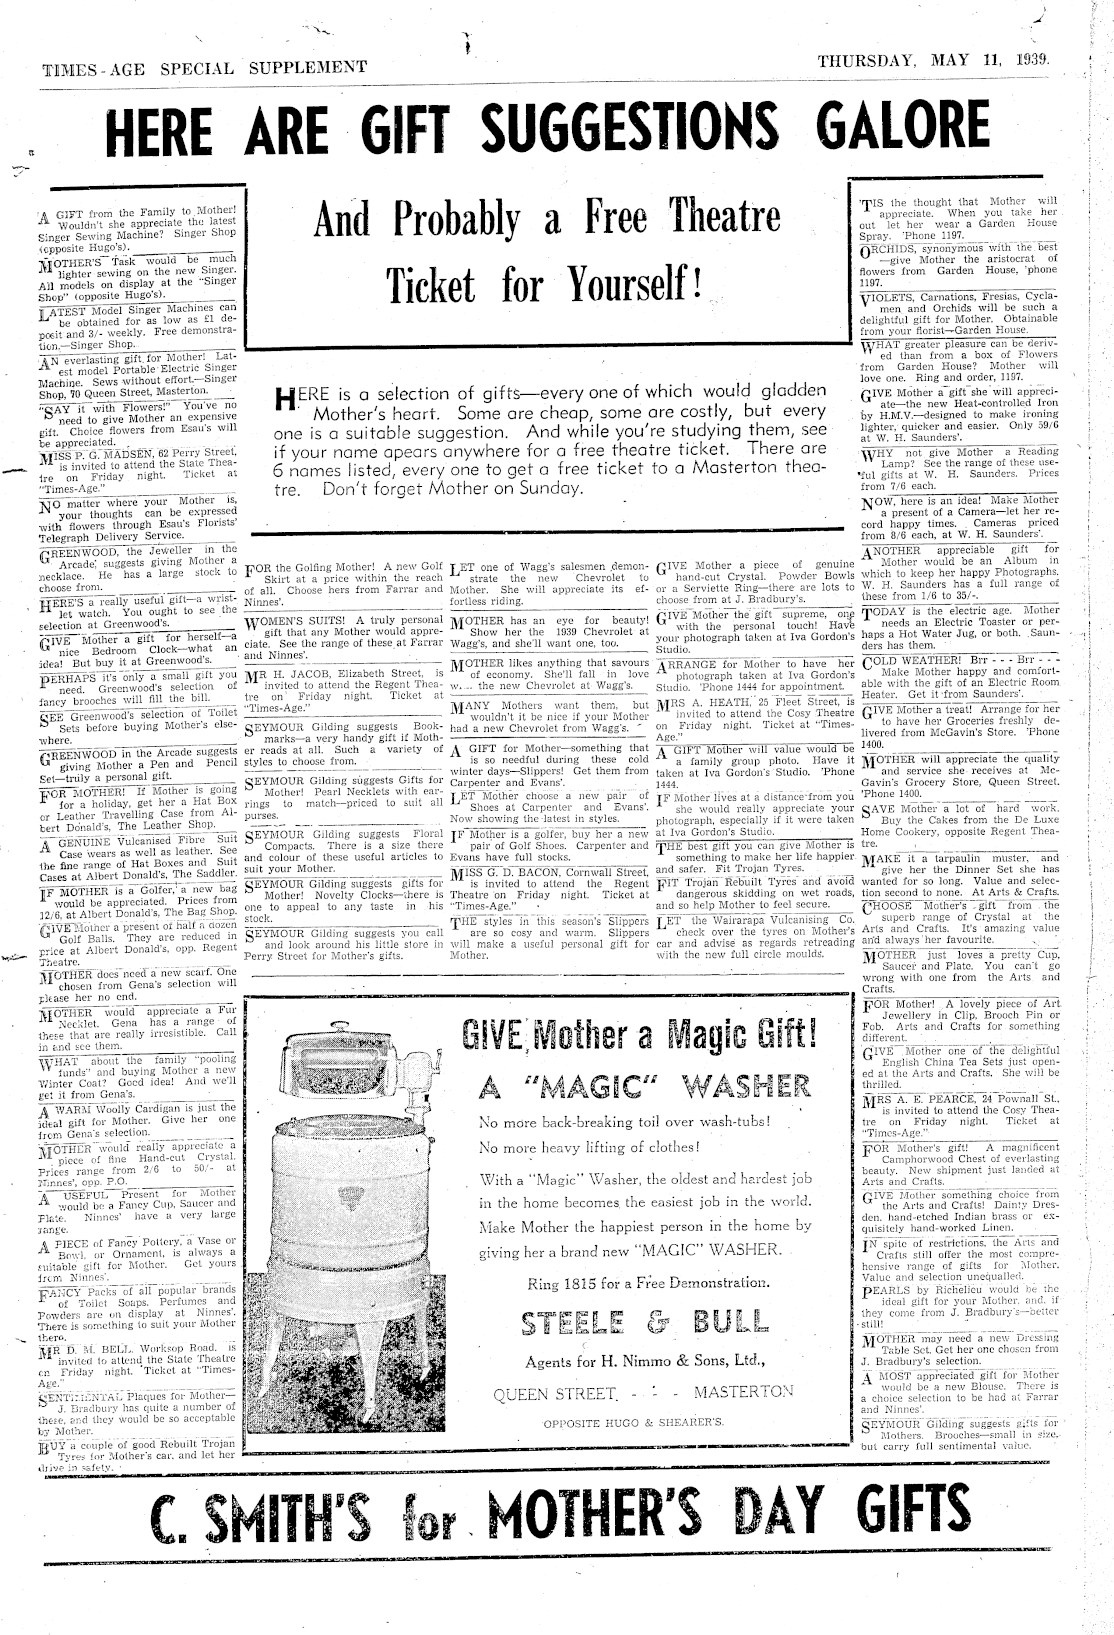 TIMES-AGE SPECIAL SUPPLEMENT
THURSDAY, MAY 11, 1939.
HERE ARE GIFT SUGGESTIONS GALORE
And Probably a Free Theatre
Ticket for Yourself!
A GIFT from the Family to Mother!
Wouldn't she appreciate the latest
Singer Sewing Machine? Singer Shop
(opposite Hugo's).
MOTHER'S Task would be much
lighter sewing on the new Singer.
All models on display at the "Singer
Shop" (opposite Hugo's).
LATEST Model Singer Machines can
be obtained for as low as £1 de-
posit and 3/- weekly. Free demonstra-
tion.—Singer Shop.
AN everlasting gift for Mother! Lat-
est model Portable Electric Singer
Machine. Sews without effort.—Singer
Shop, 70 Queen Street, Masterton.
"SAY it with Flowers!" You've no
need to give Mother an expensive
gift. Choice flowers from Esau's will
be appreciated.
MISS P. G. MADSEN, 62 Perry Street,
is invited to attend the State Thea-
tre on Friday night. Ticket at
"Times-Age."
NO matter where your Mother is,
your thoughts can be expressed
with flowers through Esau's Florists'
Telegraph Delivery Service.
GREENWOOD, the Jeweller in the
Arcade, suggests giving Mother a
necklace. He has a large stock to
choose from.
HERE'S a really useful gift—a wrist-
let watch. You ought to see the
selection at Greenwood's.
GIVE Mother a gift for herself—a
nice Bedroom Clock—what an
idea! But buy it at Greenwood's.
PERHAPS it's only a small gift you
need. Greenwood's selection of
fancy brooches will fill the bill.
SEE Greenwood's selection of Toilet
Sets before buying Mother's else-
where.
GREENWOOD in the Arcade suggests
giving Mother a Pen and Pencil
Set—truly a personal gift.
FOR MOTHER! If Mother is going
for a holiday, get her a Hat Box
or Leather Travelling Case from Al-
bert Donald's, The Leather Shop.
A GENUINE Vulcanised Fibre Suit
Case wears as well as leather. See
the fine range of Hat Boxes and Suit
Cases at Albert Donald's, The Saddler.
IF MOTHER is a Golfer, a new bag
would be appreciated. Prices from
12/6, at Albert Donald's, The Bag Shop.
GIVE Mother a present of half a dozen
Golf Balls. They are reduced in
price at Albert Donald's, opp. Regent
Theatre.
MOTHER does need a new scarf. One
chosen from Gena's selection will
please her no end.
MOTHER would appreciate a Fur
Necklet. Gena has a range of
these that are really irresistible. Call
in and see them.
WHAT about the family "pooling
funds" and buying Mother a new
Winter Coat? Good idea! And we'll
get it from Gena's.
A WARM Woolly Cardigan is just the
ideal gift for Mother. Give her one
from Gena's selection.
MOTHER would really appreciate a
piece of fine Hand-cut Crystal.
Prices range from 2/6 to 50/- at
Ninnes', opp. P.O.
A USEFUL Present for Mother
would be a Fancy Cup, Saucer and
Plate. Ninnes' have a very large
range.
A PIECE of Fancy Pottery, a Vase or
Bowl, or Ornament, is always a
suitable gift for Mother. Get yours
from Ninnes'.
FANCY Packs of all popular brands
of Toilet Soaps, Perfumes and
Powders are on display at Ninnes'.
There is something to suit your Mother
there.
MR D. M. BELL, Worksop Road, is
invited to attend the State Theatre
on Friday night. Ticket at "Times-
Age."
SENTIMENTAL Plaques for Mother—
J. Bradbury has quite a number of
these, and they would be so acceptable
by Mother.
BUY a couple of good Rebuilt Trojan
Tyres for Mother's car, and let her
drive in safety.
HERE is a selection of gifts—every one of which would gladden
Mother's heart. Some are cheap, some are costly, but every
one is a suitable suggestion. And while you're studying them, see
if your name apears anywhere for a free theatre ticket. There are
6 names listed, every one to get a free ticket to a Masterton thea-
tre. Don't forget Mother on Sunday.
FOR the Golfing Mother! A new Golf
Skirt at a price within the reach
of all. Choose hers from Farrar and
Ninnes'.
WOMEN'S SUITS! A truly personal
gift that any Mother would appre-
ciate. See the range of these at Farrar
and Ninnes'.
MR H. JACOB, Elizabeth Street, is
invited to attend the Regent Thea-
tre on Friday night. Ticket at
"Times-Age."
SEYMOUR Gilding suggests Book-
marks—a very handy gift if Moth-
er reads at all. Such a variety of
styles to choose from.
SEYMOUR Gilding suggests Gifts for
Mother! Pearl Necklets with ear-
rings to match—priced to suit all
purses.
SEYMOUR Gilding suggests Floral
Compacts. There is a size there
and colour of these useful articles to
suit your Mother.
SEYMOUR Gilding suggests gifts for
Mother! Novelty Clocks—there is
one to appeal to any taste in his
stock.
SEYMOUR Gilding suggests you call
and look around his little store in
Perry Street for Mother's gifts.
LET one of Wagg's salesmen demon-
strate the new Chevrolet to
Mother. She will appreciate its ef-
fortless riding.
MOTHER has an eye for beauty!
Show her the 1939 Chevrolet at
Wagg's, and she'll want one, too.
MOTHER likes anything that savours
of economy. She'll fall in love
w.... the new Chevrolet at Wagg's.
MANY Mothers want them, but
wouldn't it be nice if your Mother
had a new Chevrolet from Wagg's.
A GIFT for Mother—something that
is so needful during these cold
winter days—Slippers! Get them from
Carpenter and Evans'.
LET Mother choose a new pair of
Shoes at Carpenter and Evans'.
Now showing the latest in styles.
IF Mother is a golfer, buy her a new
pair of Golf Shoes. Carpenter and
Evans have full stocks.
MISS G. D. BACON, Cornwall Street,
is invited to attend the Regent
Theatre on Friday night. Ticket at
"Times-Age."
THE styles in this season's Slippers
are so cosy and warm. Slippers
will make a useful personal gift for
Mother.
GIVE Mother a piece of genuine
hand-cut Crystal. Powder Bowls
or a Serviette Ring—there are lots to
choose from at J. Bradbury's.
GIVE Mother the gift supreme, one
with the personal touch! Have
your photograph taken at Iva Gordon's
Studio.
ARRANGE for Mother to have her
photograph taken at Iva Gordon's
Studio. 'Phone 1444 for appointment.
MRS A. HEATH, 25 Fleet Street, is
invited to attend the Cosy Theatre
on Friday night. Ticket at "Times-
Age."
A GIFT Mother will value would be
a family group photo. Have it
taken at Iva Gordon's Studio. 'Phone
1444.
IF Mother lives at a distance from you
she would really appreciate your
photograph, especially if it were taken
at Iva Gordon's Studio.
THE best gift you can give Mother is
something to make her life happier
and safer. Fit Trojan Tyres.
FIT Trojan Rebuilt Tyres and avoid
dangerous skidding on wet roads,
and so help Mother to feel secure.
LET the Wairarapa Vulcanising Co.
check over the tyres on Mother's
car and advise as regards retreading
with the new full circle moulds.
'TIS the thought that Mother will
appreciate. When you take her
out let her wear a Garden House
Spray. 'Phone 1197.
ORCHIDS, synonymous with the best
—give Mother the aristocrat of
flowers from Garden House, 'phone
1197.
VIOLETS, Carnations, Fresias, Cycla-
men and Orchids will be such a
delightful gift for Mother. Obtainable
from your florist—Garden House.
WHAT greater pleasure can be deriv-
ed than from a box of Flowers
from Garden House? Mother will
love one. Ring and order, 1197.
GIVE Mother a gift she will appreci-
ate—the new Heat-controlled Iron
by H.M.V.—designed to make ironing
lighter, quicker and easier. Only 59/6
at W. H. Saunders'.
WHY not give Mother a Reading
Lamp? See the range of these use-
ful gifts at W. H. Saunders. Prices
from 7/6 each.
NOW, here is an idea! Make Mother
a present of a Camera—let her re-
cord happy times. Cameras priced
from 8/6 each, at W. H. Saunders'.
ANOTHER appreciable gift for
Mother would be an Album in
which to keep her happy Photographs.
W. H. Saunders has a full range of
these from 1/6 to 35/-.
TODAY is the electric age. Mother
needs an Electric Toaster or per-
haps a Hot Water Jug, or both. Saun-
ders has them.
COLD WEATHER! Brr - - - Brr - - -
Make Mother happy and comfort-
able with the gift of an Electric Room
Heater. Get it from Saunders'.
GIVE Mother a treat! Arrange for her
to have her Groceries freshly de-
livered from McGavin's Store. 'Phone
1400.
MOTHER will appreciate the quality
and service she receives at Mc-
Gavin's Grocery Store, Queen Street.
'Phone 1400.
SAVE Mother a lot of hard work.
Buy the Cakes from the De Luxe
Home Cookery, opposite Regent Thea-
tre.
MAKE it a tarpaulin muster, and
give her the Dinner Set she has
wanted for so long. Value and selec-
tion second to none. At Arts & Crafts.
CHOOSE Mother's gift from the
superb range of Crystal at the
Arts and Crafts. It's amazing value
and always her favourite.
MOTHER just loves a pretty Cup,
Saucer and Plate. You can't go
wrong with one from the Arts and
Crafts.
FOR Mother! A lovely piece of Art
Jewellery in Clip, Brooch Pin or
Fob. Arts and Crafts for something
different.
GIVE Mother one of the delightful
English China Tea Sets just open-
ed at the Arts and Crafts. She will be
thrilled.
MRS A. E. PEARCE, 24 Pownall St.,
is invited to attend the Cosy Thea-
tre on Friday night. Ticket at
"Times-Age."
FOR Mother's gift! A magnificent
Camphorwood Chest of everlasting
beauty. New shipment just landed at
Arts and Crafts.
GIVE Mother something choice from
the Arts and Crafts! Dainty Dres-
den, hand-etched Indian brass or ex-
quisitely hand-worked Linen.
IN spite of restrictions, the Arts and
Crafts still offer the most compre-
hensive range of gifts for Mother.
Value and selection unequalled.
PEARLS by Richelieu would be the
ideal gift for your Mother, and, if
they come from J. Bradbury's—better
still!
MOTHER may need a new Dressing
Table Set. Get her one chosen from
J. Bradbury's selection.
A MOST appreciated gift for Mother
would be a new Blouse. There is
a choice selection to be had at Farrar
and Ninnes'.
SEYMOUR Gilding suggests gifts for
Mothers. Brooches—small in size,
but carry full sentimental value.
GIVE Mother a Magic Gift!
A "MAGIC" WASHER
No more back-breaking toil over wash-tubs!
No more heavy lifting of clothes!
With a "Magic" Washer, the oldest and hardest job
in the home becomes the easiest job in the world.
Make Mother the happiest person in the home by
giving her a brand new "MAGIC" WASHER.
Ring 1815 for a Free Demonstration.
STEELE & BULL
Agents for H. Nimmo & Sons, Ltd.,
QUEEN STREET - - - MASTERTON
OPPOSITE HUGO & SHEARER'S.
C. SMITH'S for MOTHER'S DAY GIFTS